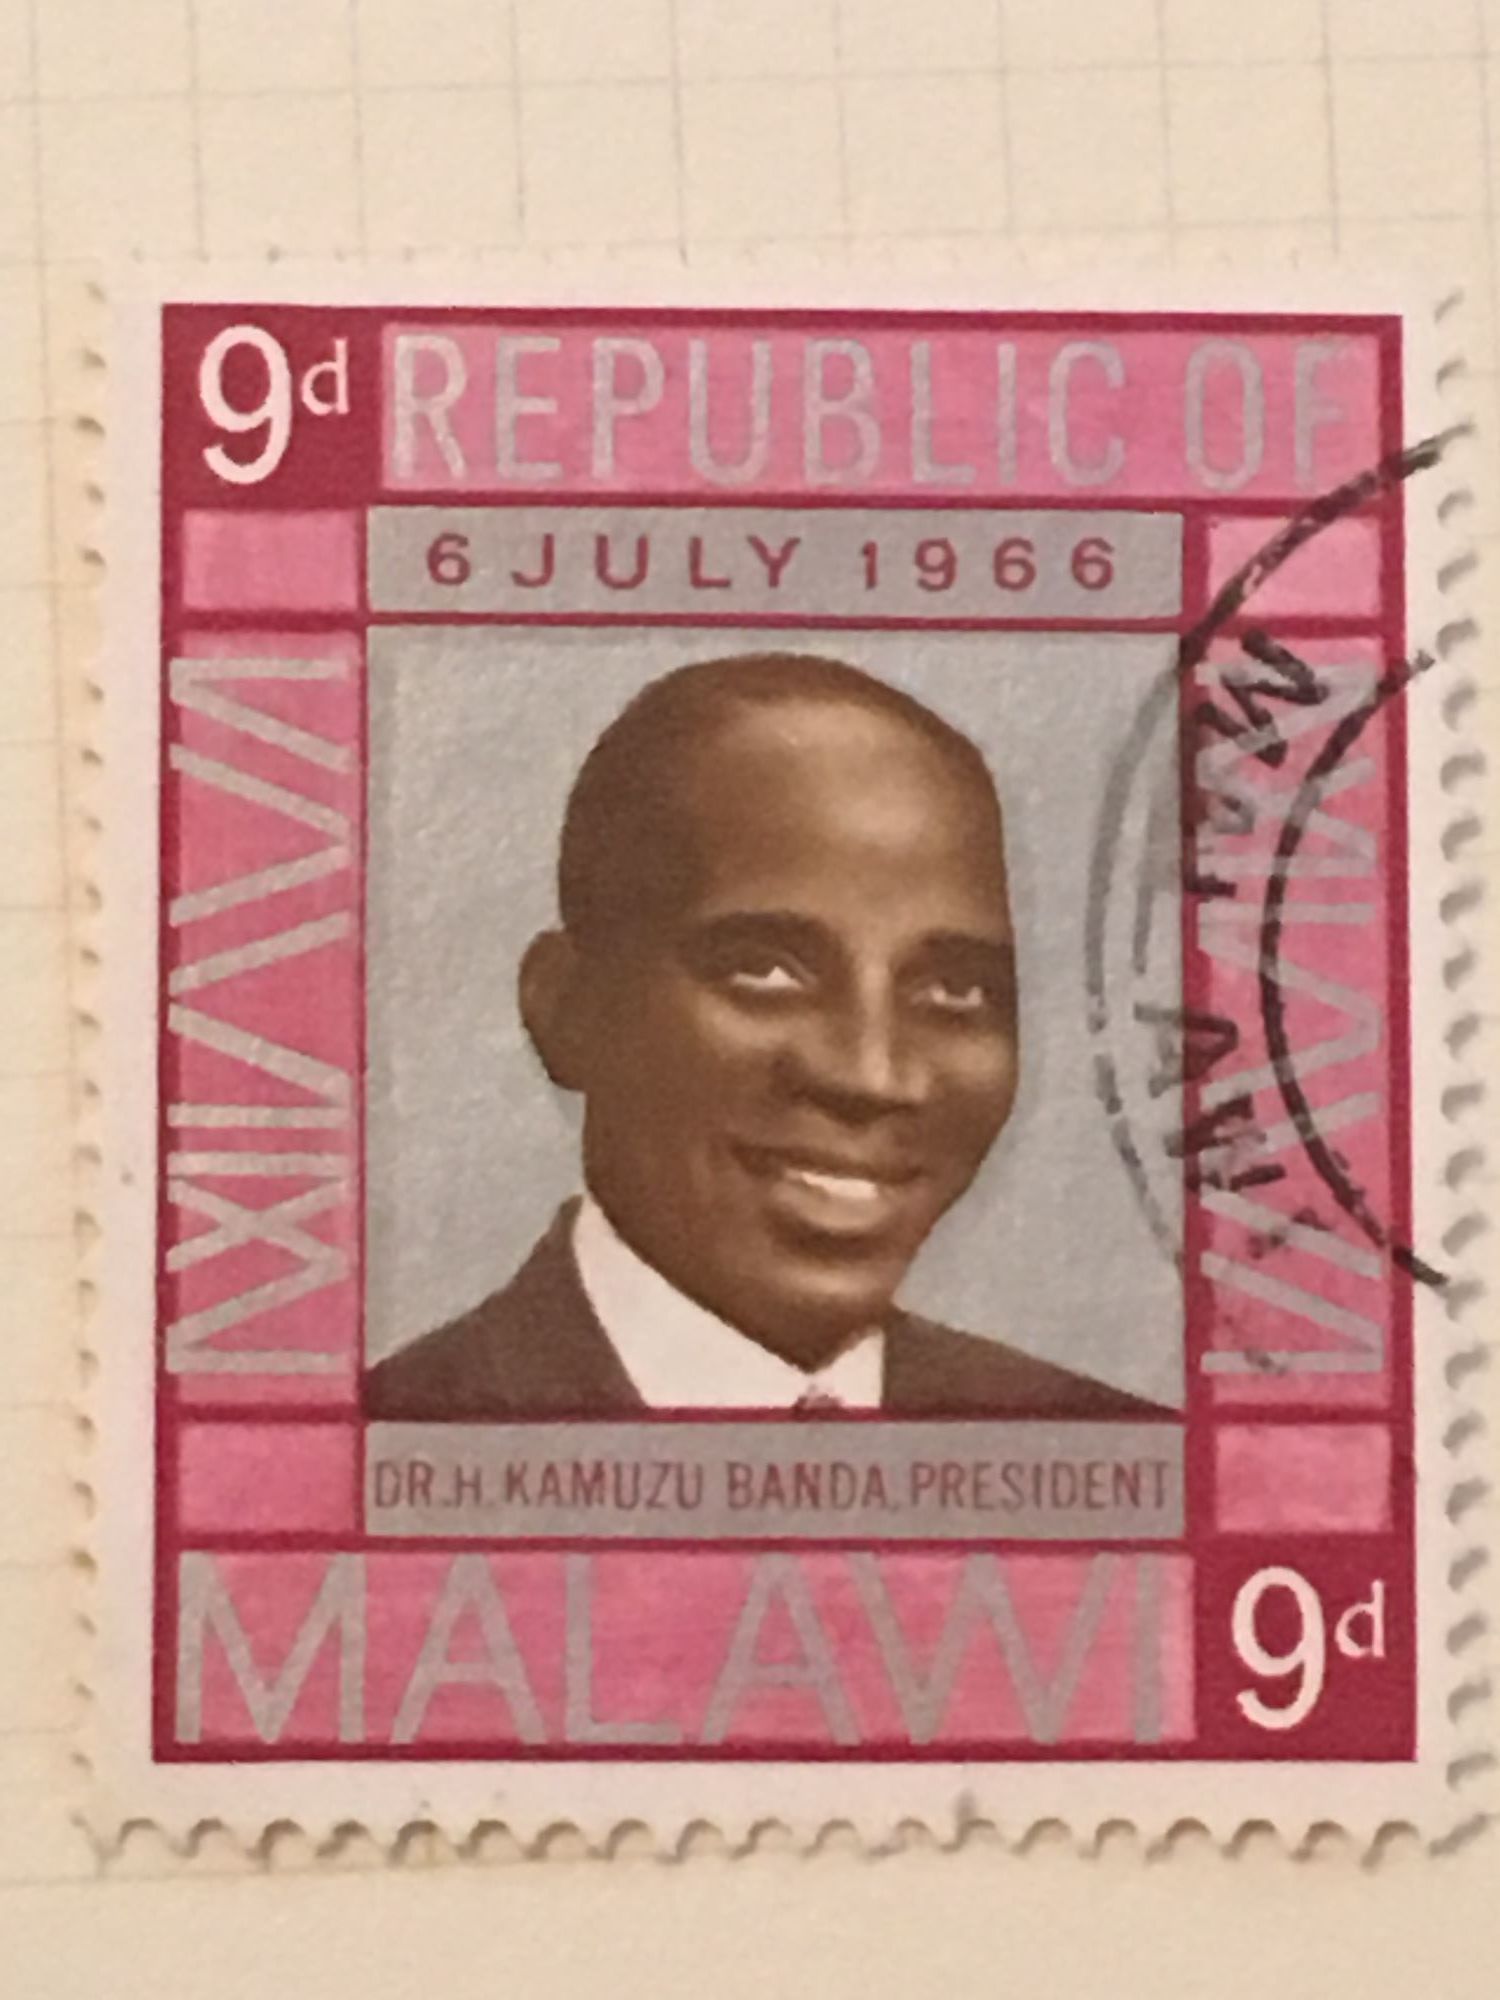 9d REPUBLIC OF
6 JULY 1966
MALAWI
MALAWI
DR. H. KAMUZU BANDA, PRESIDENT
MALAWI 9d